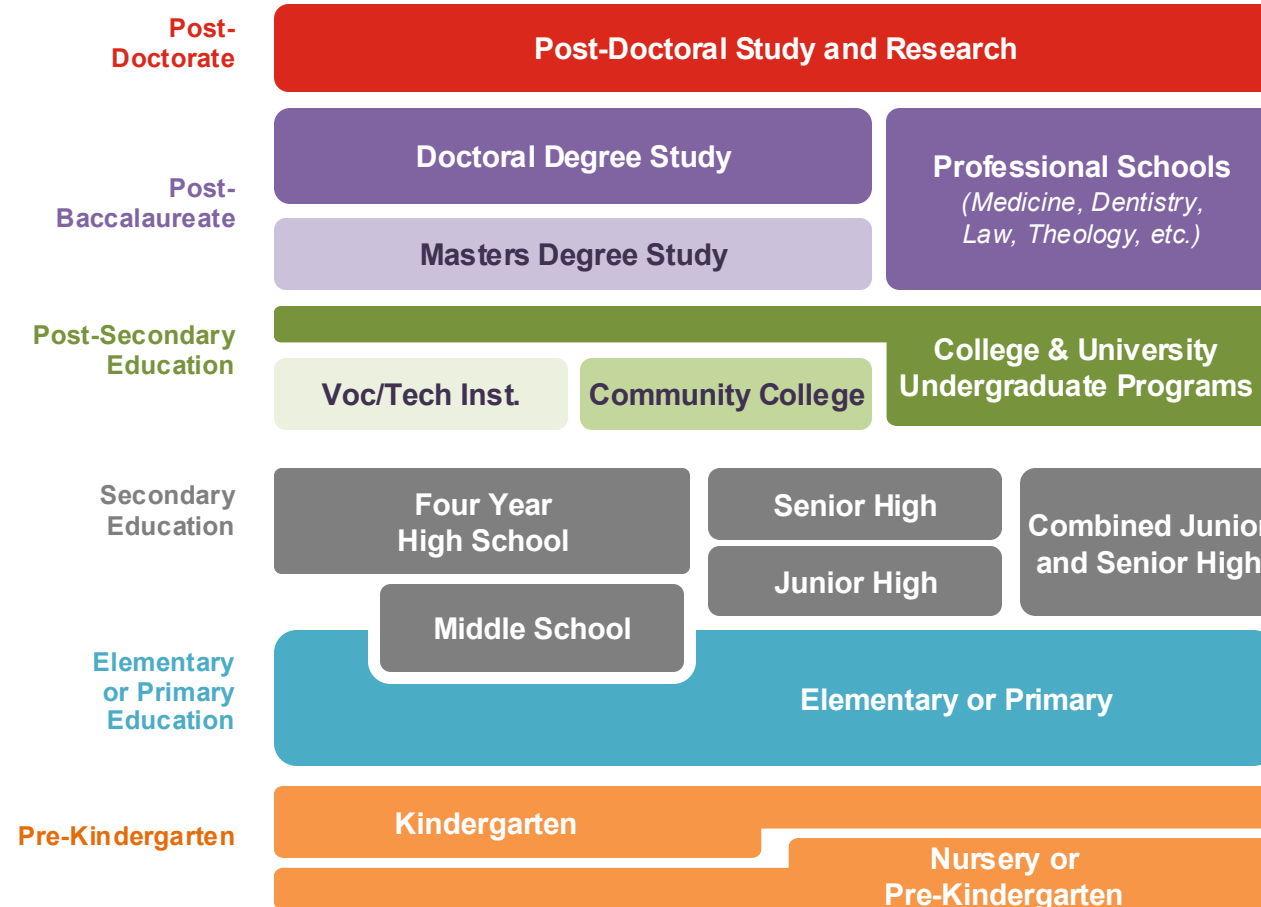 Post-
Doctorate
Post-Doctoral Study and Research
Post-
Baccalaureate
Doctoral Degree Study
Masters Degree Study
Professional Schools
(Medicine, Dentistry,
Law, Theology, etc.)
Post-Secondary
Education
College & University
Undergraduate Programs
Voc/Tech Inst.
Community College
Secondary
Education
Four Year
High School
Senior High
Junior High
Combined Junior
and Senior High
Middle School
Elementary
or Primary
Education
Elementary or Primary
Pre-Kindergarten
Kindergarten
Nursery or
Pre-Kindergarten